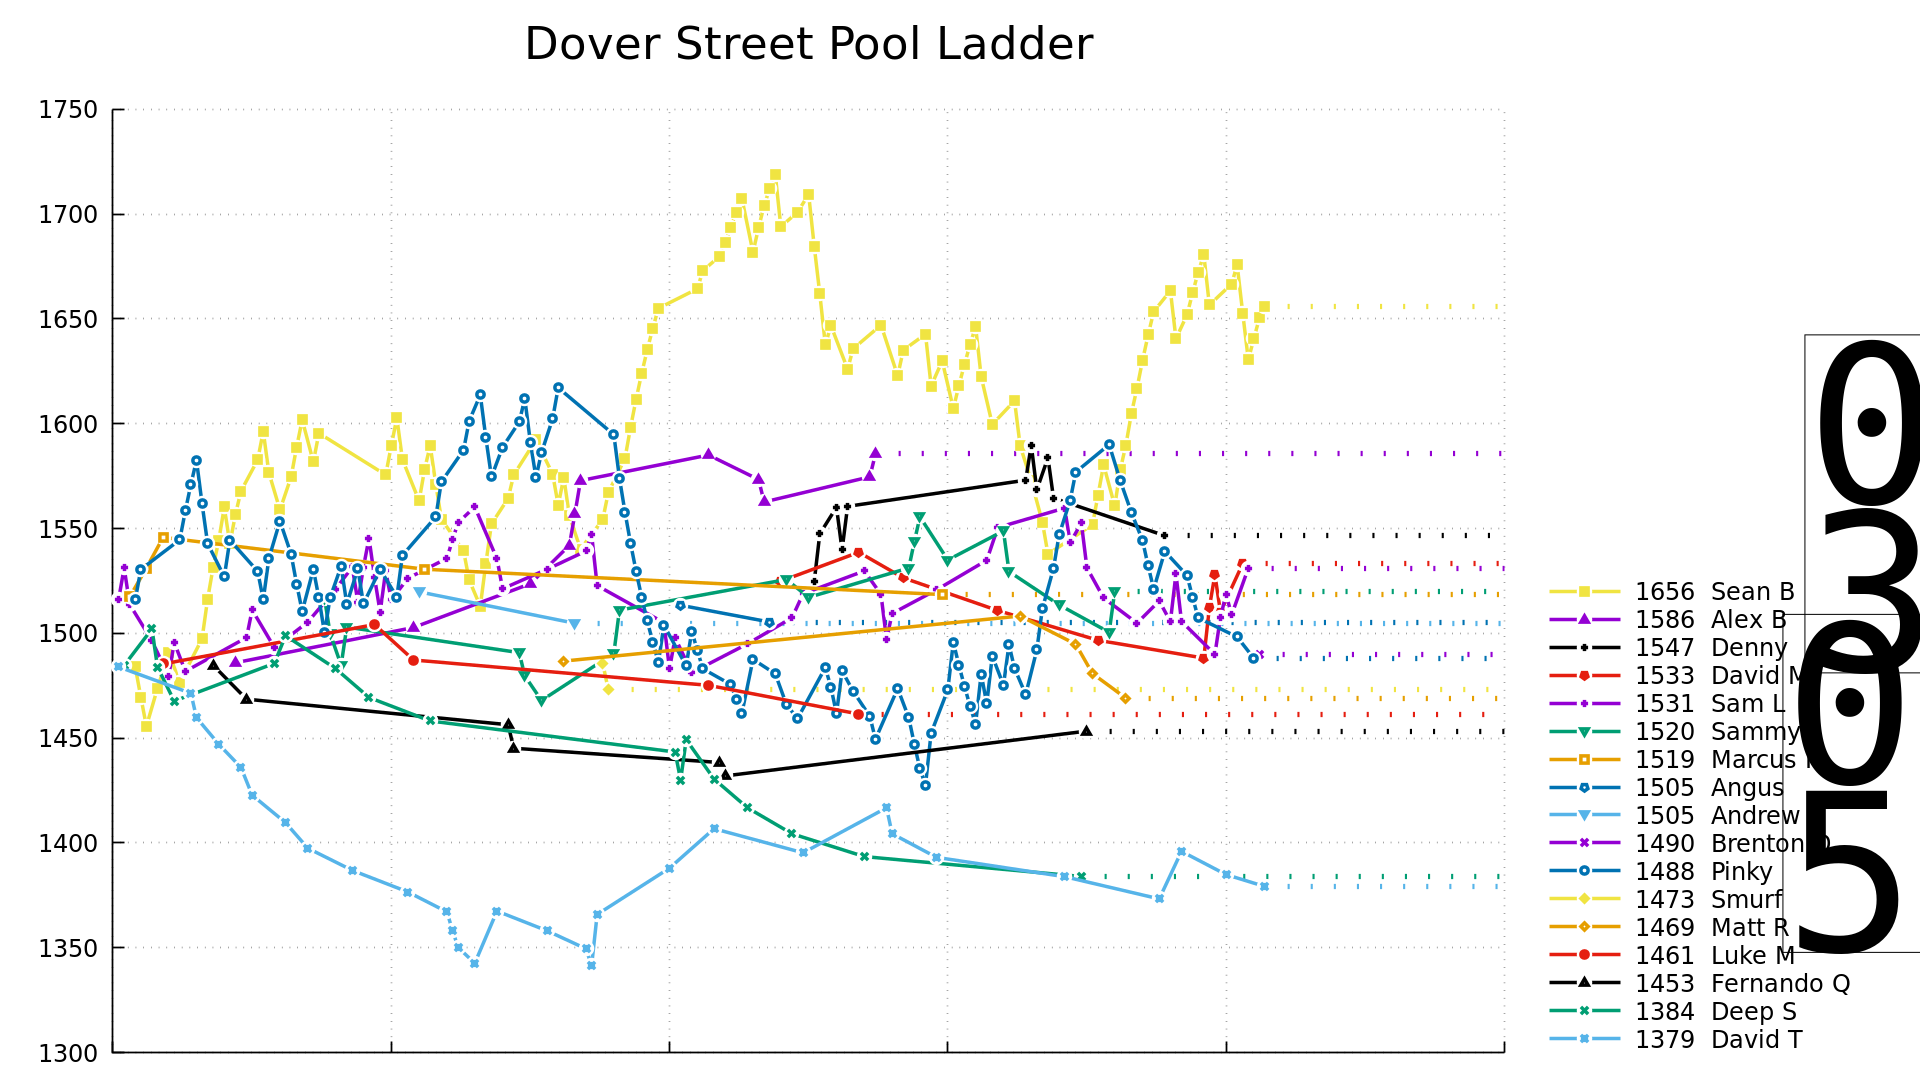 Dover Street Pool Ladder
1750
1700
1650
1600
1550
1500
1450
1400
1350
1300
03
05
1656 Sean B
1586 Alex B
1547 Denny
1533 David M
1531 Sam L
1520 Sammy
1519 Marcus
1505 Angus
1505 Andrew
1490 Brenton
1488 Pinky
1473 Smurf
1469 Matt R
1461 Luke M
1453 Fernando Q
1384 Deep S
1379 David T